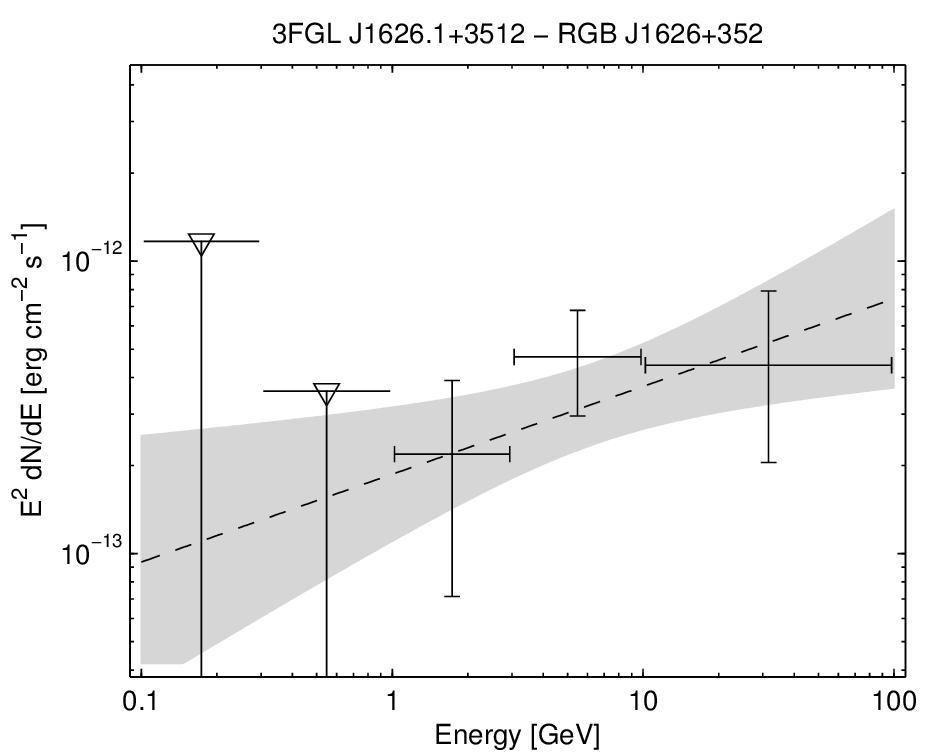 3FGL J1626.1+3512 − RGB J1626+352
E² dN/dE [erg cm⁻² s⁻¹]
10⁻¹²
10⁻¹³
0.1 1 10 100
Energy [GeV]